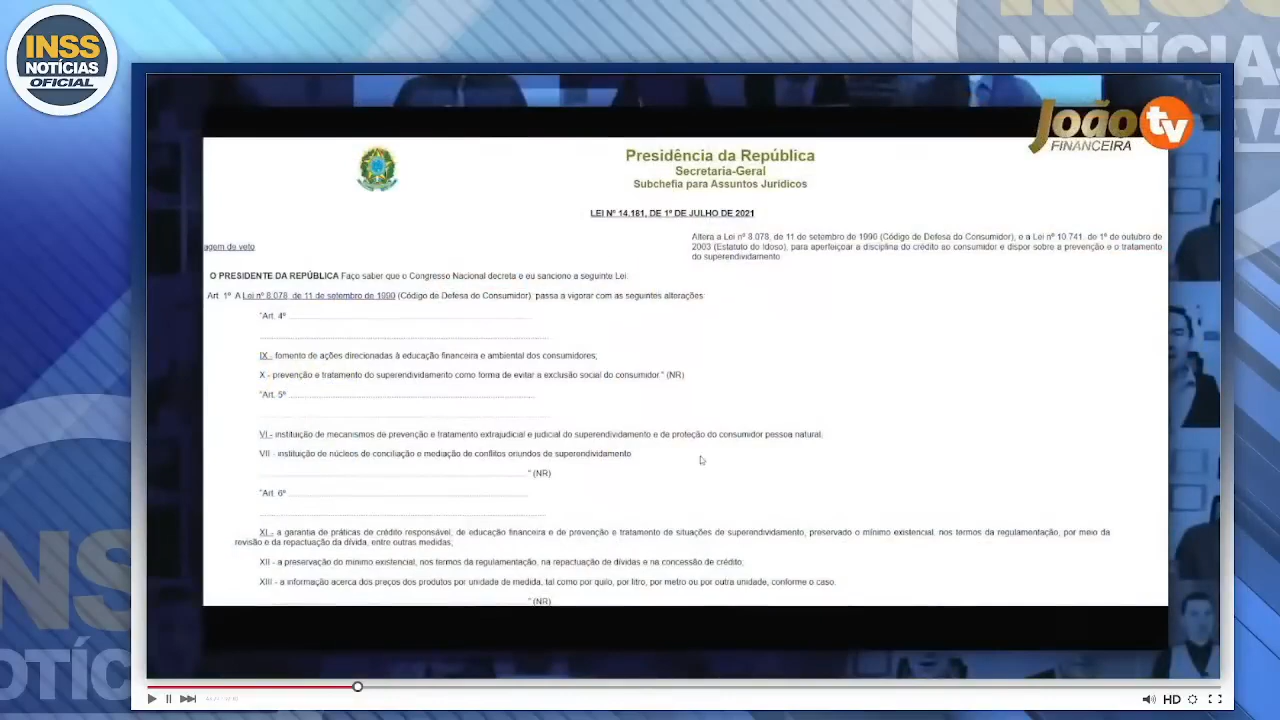 INSS
NOTÍCIAS
OFICIAL
INSS
NOTÍCIAS
João tv
FINANCEIRA
Presidência da República
Secretaria-Geral
Subchefia para Assuntos Jurídicos
LEI Nº 14.181, DE 1º DE JULHO DE 2021
Altera a Lei nº 8.078, de 11 de setembro de 1990 (Código de Defesa do Consumidor), e a Lei nº 10.741, de 1º de outubro de
2003 (Estatuto do Idoso), para aperfeiçoar a disciplina do crédito ao consumidor e dispor sobre a prevenção e o tratamento
do superendividamento
agem de veto
O PRESIDENTE DA REPÚBLICA Faço saber que o Congresso Nacional decreta e eu sanciono a seguinte Lei:
Art. 1º A Lei nº 8.078, de 11 de setembro de 1990 (Código de Defesa do Consumidor), passa a vigorar com as seguintes alterações:
"Art. 4º
IX - fomento de ações direcionadas à educação financeira e ambiental dos consumidores;
X - prevenção e tratamento do superendividamento como forma de evitar a exclusão social do consumidor." (NR)
"Art. 5º
VI - instituição de mecanismos de prevenção e tratamento extrajudicial e judicial do superendividamento e de proteção do consumidor pessoa natural;
VII - instituição de núcleos de conciliação e mediação de conflitos oriundos de superendividamento
" (NR)
"Art. 6º
XI - a garantia de práticas de crédito responsável, de educação financeira e de prevenção e tratamento de situações de superendividamento, preservado o mínimo existencial, nos termos da regulamentação, por meio da
revisão e da repactuação da dívida, entre outras medidas;
XII - a preservação do mínimo existencial, nos termos da regulamentação, na repactuação de dívidas e na concessão de crédito;
XIII - a informação acerca dos preços dos produtos por unidade de medida, tal como por quilo, por litro, por metro ou por outra unidade, conforme o caso.
" (NR)
HD